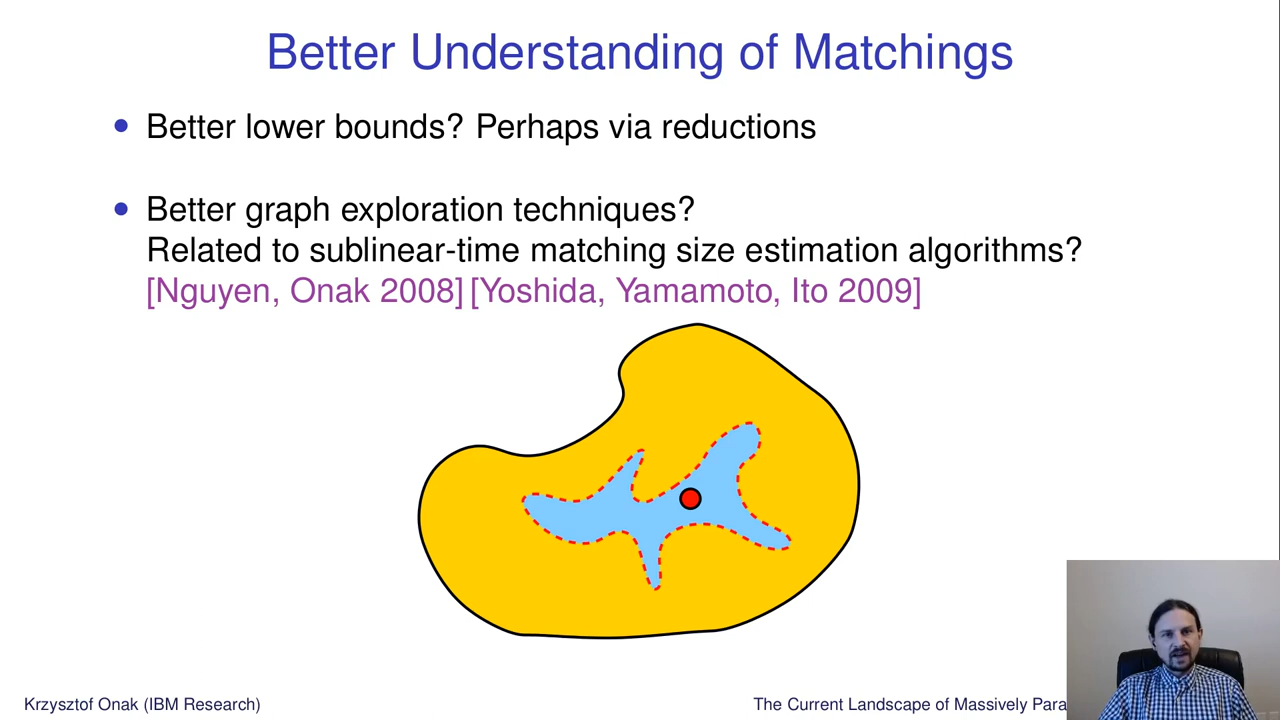 Better Understanding of Matchings
• Better lower bounds? Perhaps via reductions
• Better graph exploration techniques?
Related to sublinear-time matching size estimation algorithms?
[Nguyen, Onak 2008] [Yoshida, Yamamoto, Ito 2009]
Krzysztof Onak (IBM Research)
The Current Landscape of Massively Para